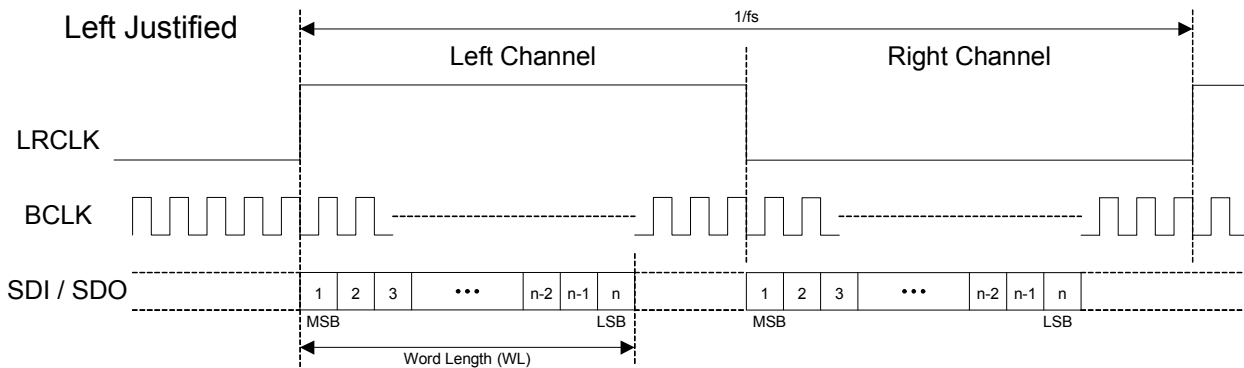 Left Justified
1/fs
Left Channel
Right Channel
LRCLK
BCLK
SDI / SDO
1 2 3 ••• n-2 n-1 n 1 2 3 ••• n-2 n-1 n
MSB LSB MSB LSB
Word Length (WL)